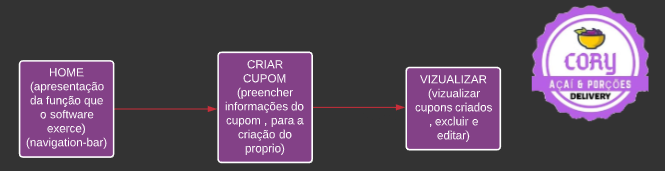 HOME
(apresentação
da função que
o software
exerce)
(navigation-bar)
CRIAR
CUPOM
(preencher
informações do
cupom , para a
criação do
proprio)
VIZUALIZAR
(vizualizar
cupons criados
, excluir e
editar)
CORY
AÇAÍ & PORÇÕES
DELIVERY